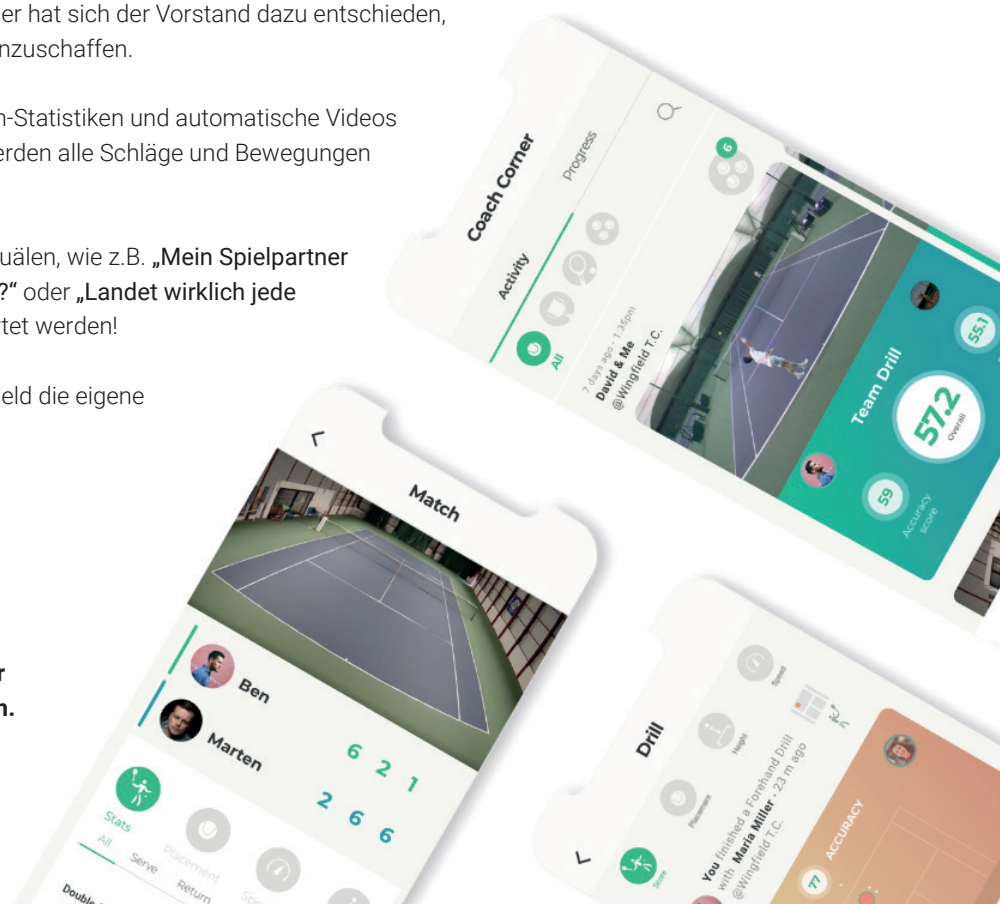 er hat sich der Vorstand dazu entschieden,
nzuschaffen.
n-Statistiken und automatische Videos
erden alle Schläge und Bewegungen
uälen, wie z.B. „Mein Spielpartner
?“ oder „Landet wirklich jede
rtet werden!
eld die eigene
r
n.
Coach Corner
Activity
Progress
All
6
7 days ago · 1:35pm
David & Me
@Wingfield T.C.
Team Drill
57.2
Overall
55.1
59
Accuracy
score
Match
Ben
6 2 1
Marten
2 6 6
Stats
Placement
All
Serve
Return
Double
Drill
Score
Placement
Height
Speed
You finished a Forehand Drill
with Maria Miller · 23 m ago
@Wingfield T.C.
ACCURACY
77